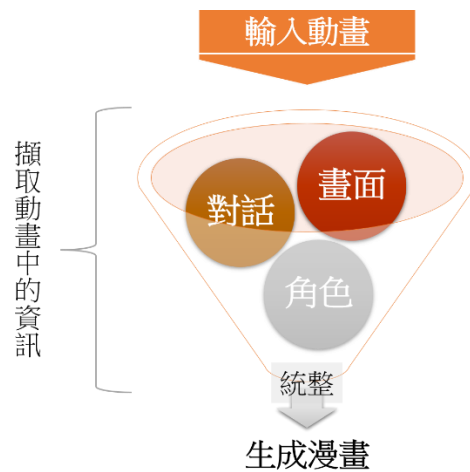 輸入動畫
擷取動畫中的資訊
對話
畫面
角色
統整
生成漫畫